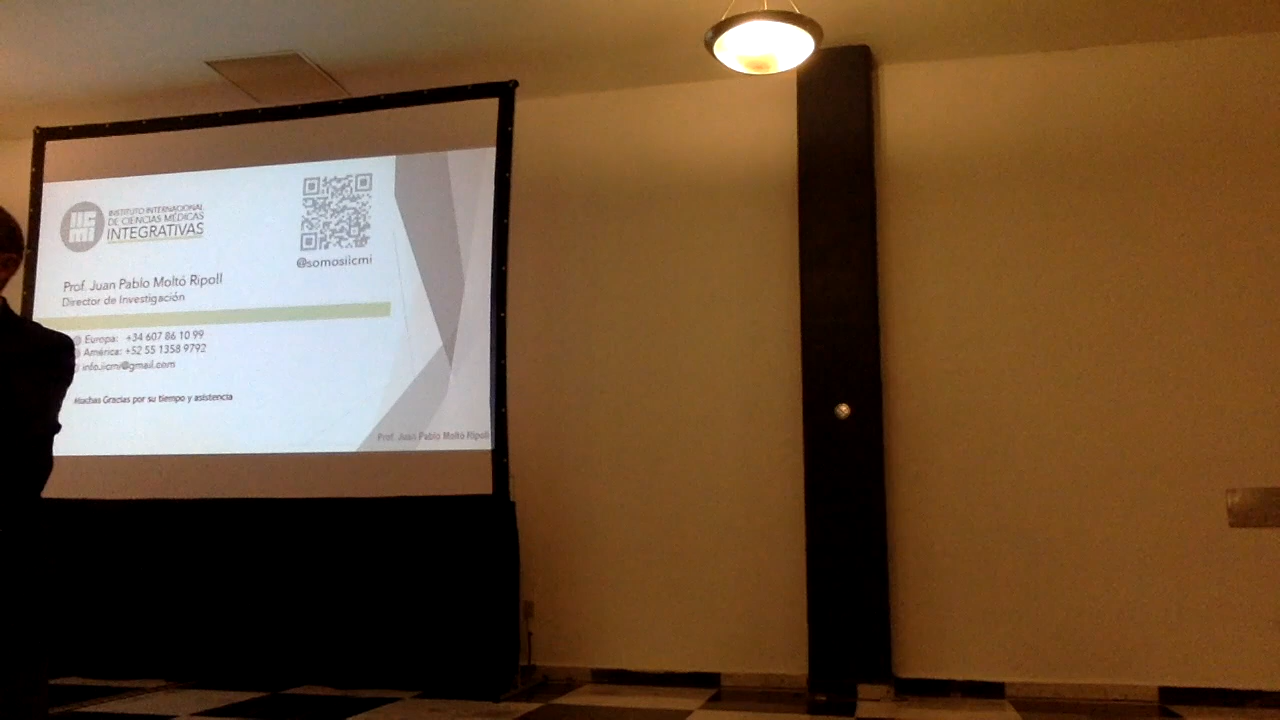 IICMI
INSTITUTO INTERNACIONAL
DE CIENCIAS MÉDICAS
INTEGRATIVAS
@somosiicmi
Prof. Juan Pablo Moltó Ripoll
Director de Investigación
Europa: +34 607 86 10 99
América: +52 55 1358 9792
info.iicmi@gmail.com
Muchas Gracias por su tiempo y asistencia
Prof. Juan Pablo Moltó Ripoll